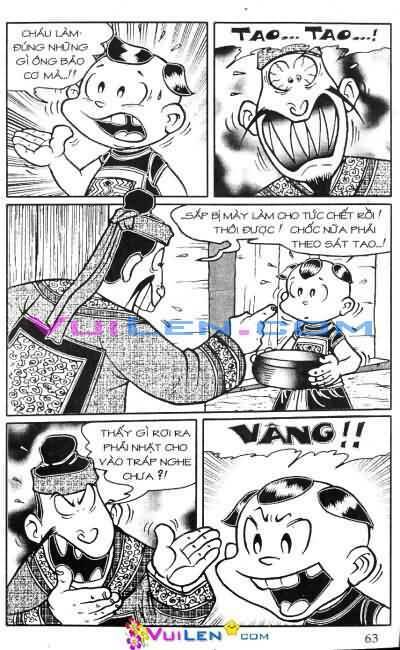 CHÁU LÀM
ĐÚNG NHỮNG
GÌ ÔNG BẢO
CƠ MÀ..!!
TAO... TAO...!
...SẮP BỊ MÀY LÀM CHO TỨC CHẾT RỒI!
THÔI ĐƯỢC! CHỐC NỮA PHẢI
THEO SÁT TAO...!
VUILEN.COM
THẤY GÌ RƠI RA
PHẢI NHẶT CHO
VÀO TRÁP NGHE
CHƯA?!
VÂNG!!
63
VUILEN.COM